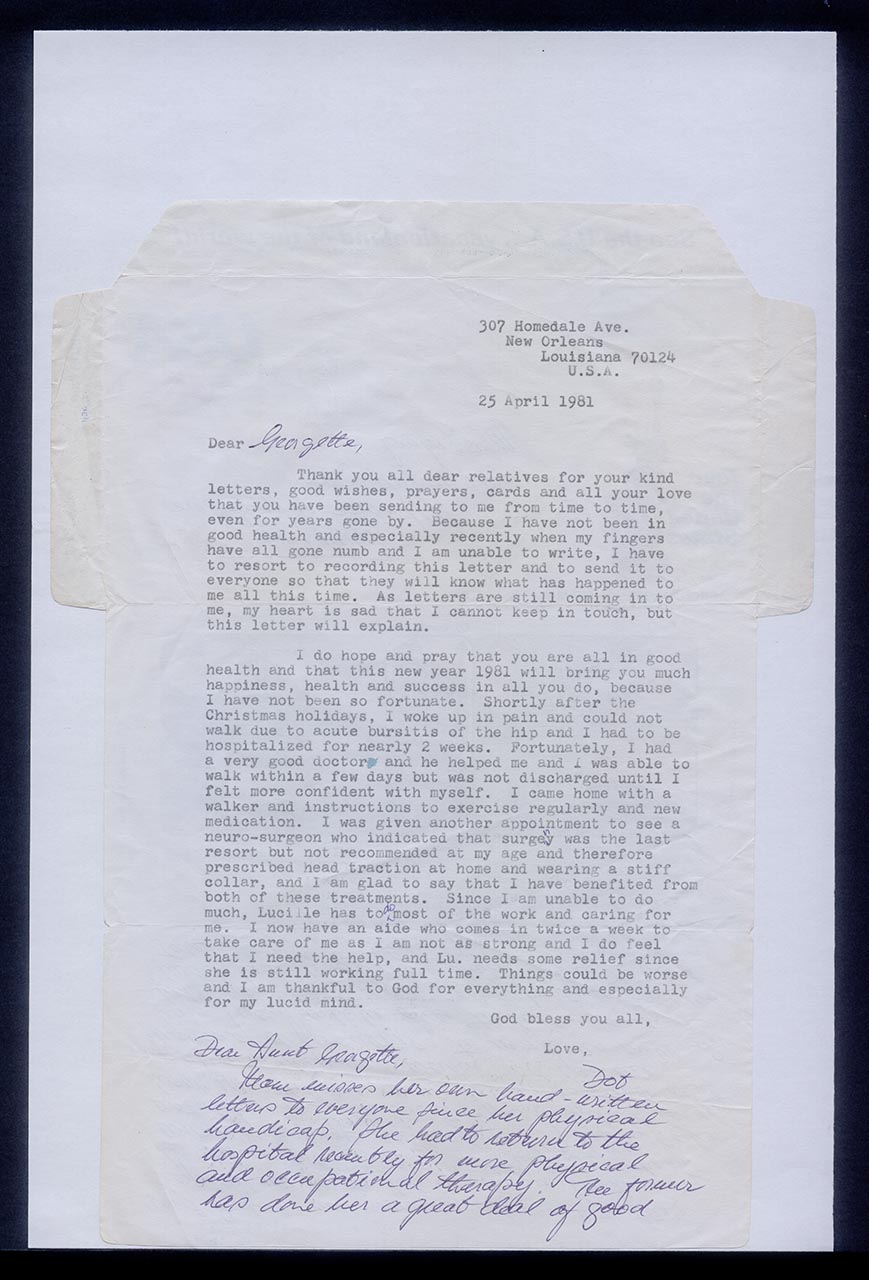 307 Homedale Ave.
New Orleans
Louisiana 70124
U.S.A.
25 April 1981
Dear Georgette,
Thank you all dear relatives for your kind
letters, good wishes, prayers, cards and all your love
that you have been sending to me from time to time,
even for years gone by. Because I have not been in
good health and especially recently when my fingers
have all gone numb and I am unable to write, I have
to resort to recording this letter and to send it to
everyone so that they will know what has happened to
me all this time. As letters are still coming in to
me, my heart is sad that I cannot keep in touch, but
this letter will explain.
I do hope and pray that you are all in good
health and that this new year 1981 will bring you much
happiness, health and success in all you do, because
I have not been so fortunate. Shortly after the
Christmas holidays, I woke up in pain and could not
walk due to acute bursitis of the hip and I had to be
hospitalized for nearly 2 weeks. Fortunately, I had
a very good doctor and he helped me and I was able to
walk within a few days but was not discharged until I
felt more confident with myself. I came home with a
walker and instructions to exercise regularly and new
medication. I was given another appointment to see a
neuro-surgeon who indicated that surgery was the last
resort but not recommended at my age and therefore
prescribed head traction at home and wearing a stiff
collar, and I am glad to say that I have benefited from
both of these treatments. Since I am unable to do
much, Lucille has to do most of the work and caring for
me. I now have an aide who comes in twice a week to
take care of me as I am not as strong and I do feel
that I need the help, and Lu. needs some relief since
she is still working full time. Things could be worse
and I am thankful to God for everything and especially
for my lucid mind.
God bless you all,
Love,
Dot
Dear Aunt Georgette,
Mom misses her own hand-written
letters to everyone since her physical
handicap. She had to return to the
hospital recently for more physical
and occupational therapy. The former
has done her a great deal of good